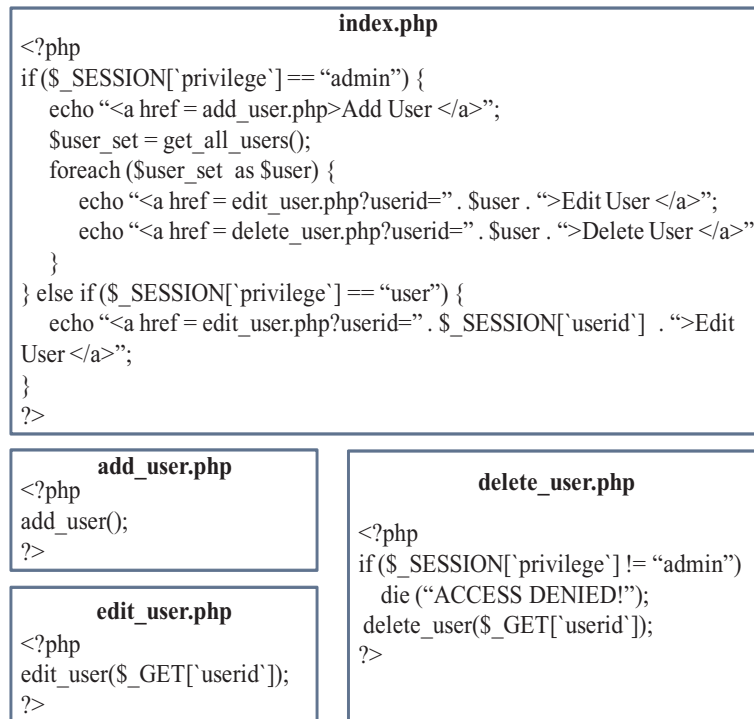 index.php
<?php
if ($_SESSION[`privilege`] == “admin”) {
echo “<a href = add_user.php>Add User </a>”;
$user_set = get_all_users();
foreach ($user_set as $user) {
echo “<a href = edit_user.php?userid=” . $user . “>Edit User </a>”;
echo “<a href = delete_user.php?userid=” . $user . “>Delete User </a>”
}
} else if ($_SESSION[`privilege`] == “user”) {
echo “<a href = edit_user.php?userid=” . $_SESSION[`userid`] . “>Edit
User </a>”;
}
?>
add_user.php
<?php
add_user();
?>
edit_user.php
<?php
edit_user($_GET[`userid`]);
?>
delete_user.php
<?php
if ($_SESSION[`privilege`] != “admin”)
die (“ACCESS DENIED!”);
delete_user($_GET[`userid`]);
?>